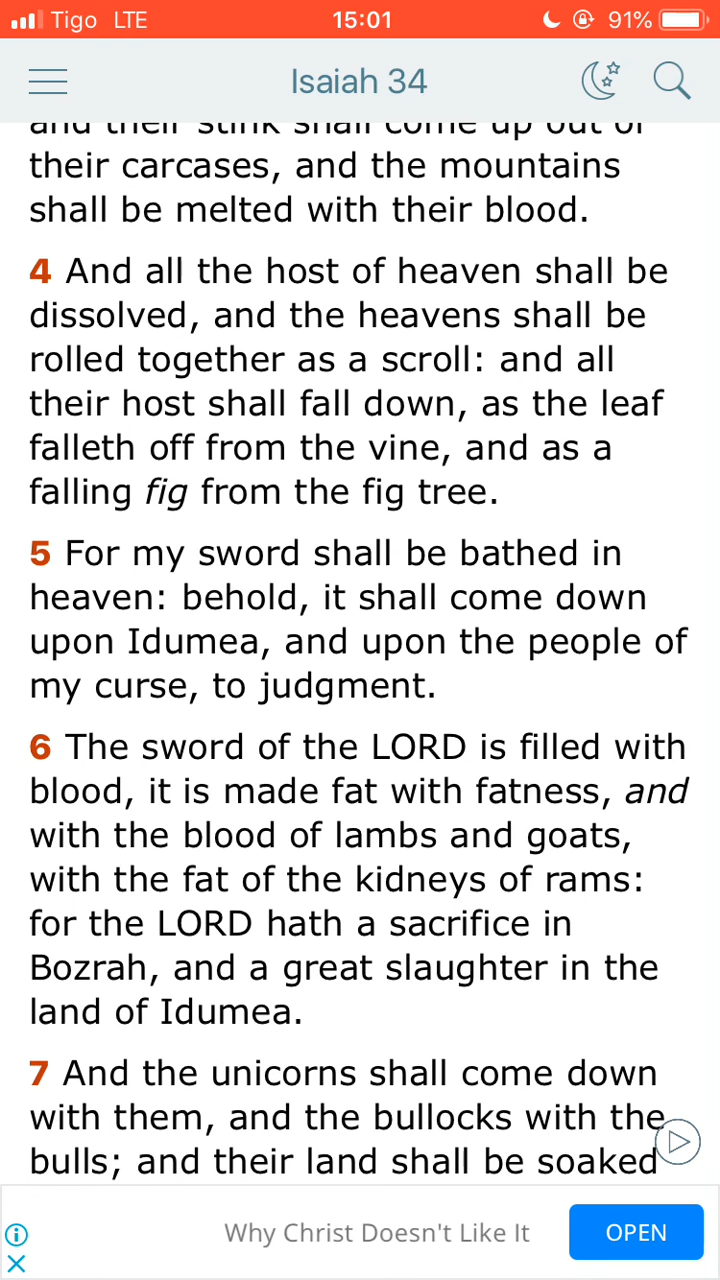 Tigo LTE 15:01 91%
Isaiah 34
and their stink shall come up out of
their carcases, and the mountains
shall be melted with their blood.
4 And all the host of heaven shall be
dissolved, and the heavens shall be
rolled together as a scroll: and all
their host shall fall down, as the leaf
falleth off from the vine, and as a
falling fig from the fig tree.
5 For my sword shall be bathed in
heaven: behold, it shall come down
upon Idumea, and upon the people of
my curse, to judgment.
6 The sword of the LORD is filled with
blood, it is made fat with fatness, and
with the blood of lambs and goats,
with the fat of the kidneys of rams:
for the LORD hath a sacrifice in
Bozrah, and a great slaughter in the
land of Idumea.
7 And the unicorns shall come down
with them, and the bullocks with the
bulls; and their land shall be soaked
Why Christ Doesn't Like It OPEN